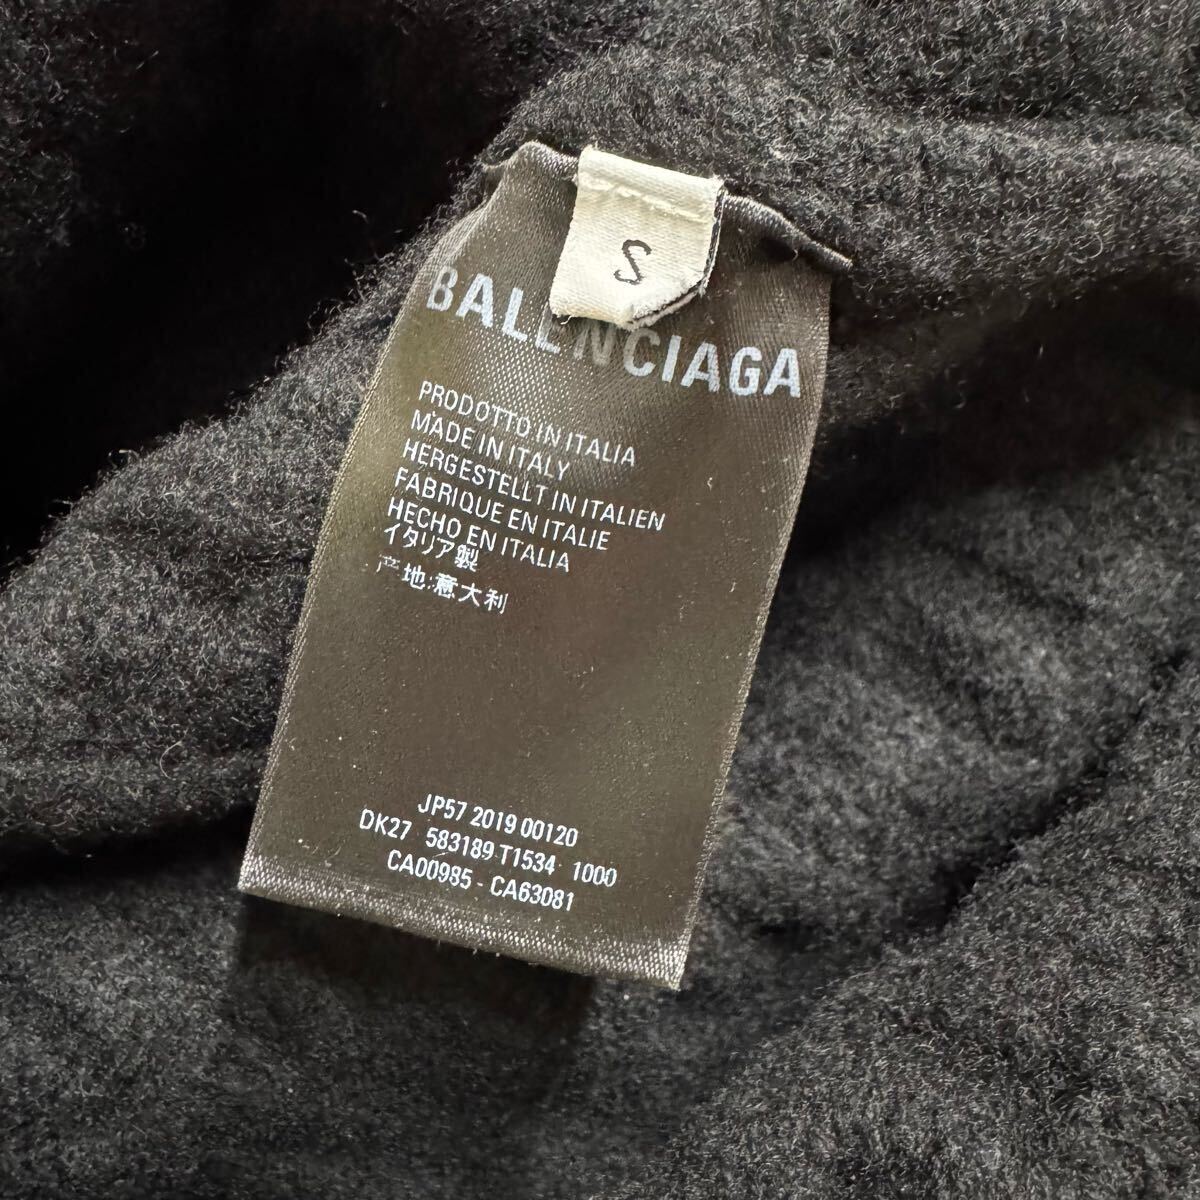 S
BALENCIAGA
PRODOTTO IN ITALIA
MADE IN ITALY
HERGESTELLT IN ITALIEN
FABRIQUE EN ITALIE
HECHO EN ITALIA
イタリア製
产地:意大利
JP57 2019 00120
DK27 583189 T1534 1000
CA00985 - CA63081